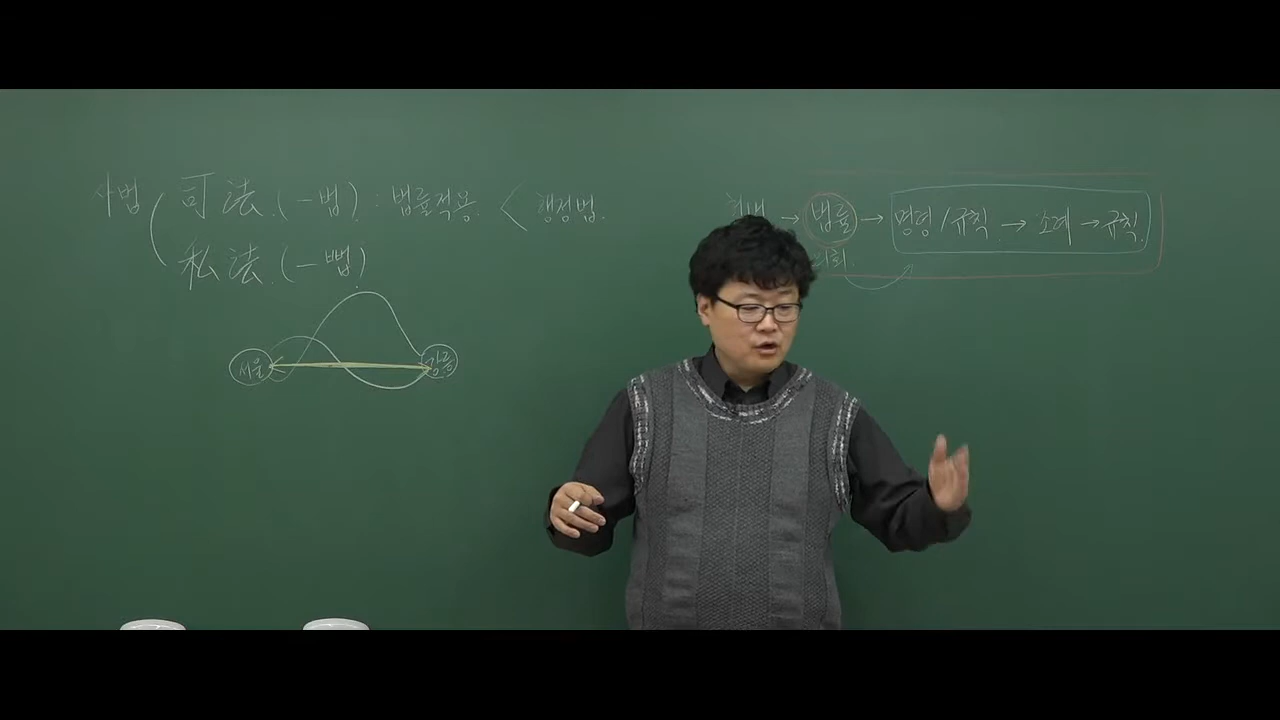 사법
司法.(-법) : 법률적용. < 행정법.
私法.(-뻡)
서울 강릉
→ 법률 → 명령/규칙. → 조례 → 규칙.